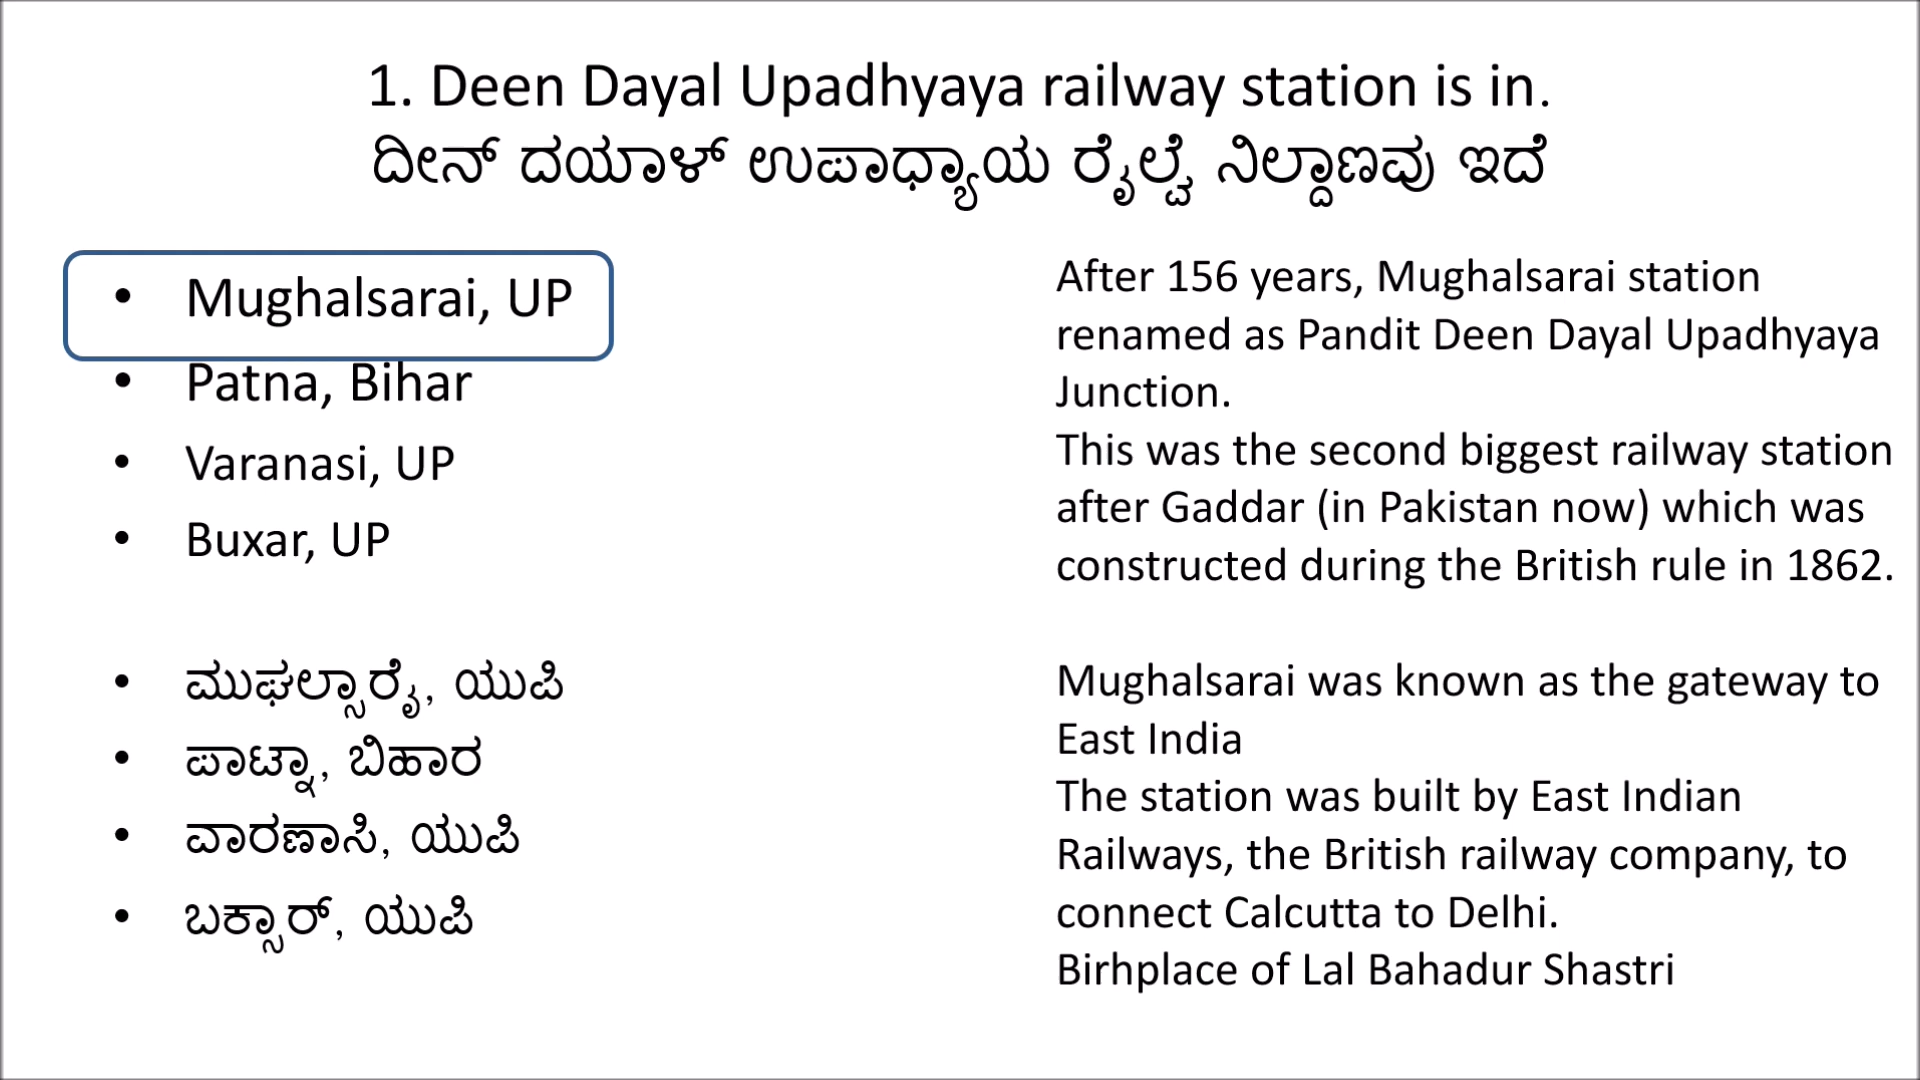 1. Deen Dayal Upadhyaya railway station is in.
ದೀನ್ ದಯಾಳ್ ಉಪಾಧ್ಯಾಯ ರೈಲ್ವೆ ನಿಲ್ದಾಣವು ಇದೆ
• Mughalsarai, UP
• Patna, Bihar
• Varanasi, UP
• Buxar, UP
• ಮುಘಲ್ಸಾರೈ, ಯುಪಿ
• ಪಾಟ್ನಾ, ಬಿಹಾರ
• ವಾರಣಾಸಿ, ಯುಪಿ
• ಬಕ್ಸಾರ್, ಯುಪಿ
After 156 years, Mughalsarai station
renamed as Pandit Deen Dayal Upadhyaya
Junction.
This was the second biggest railway station
after Gaddar (in Pakistan now) which was
constructed during the British rule in 1862.
Mughalsarai was known as the gateway to
East India
The station was built by East Indian
Railways, the British railway company, to
connect Calcutta to Delhi.
Birhplace of Lal Bahadur Shastri